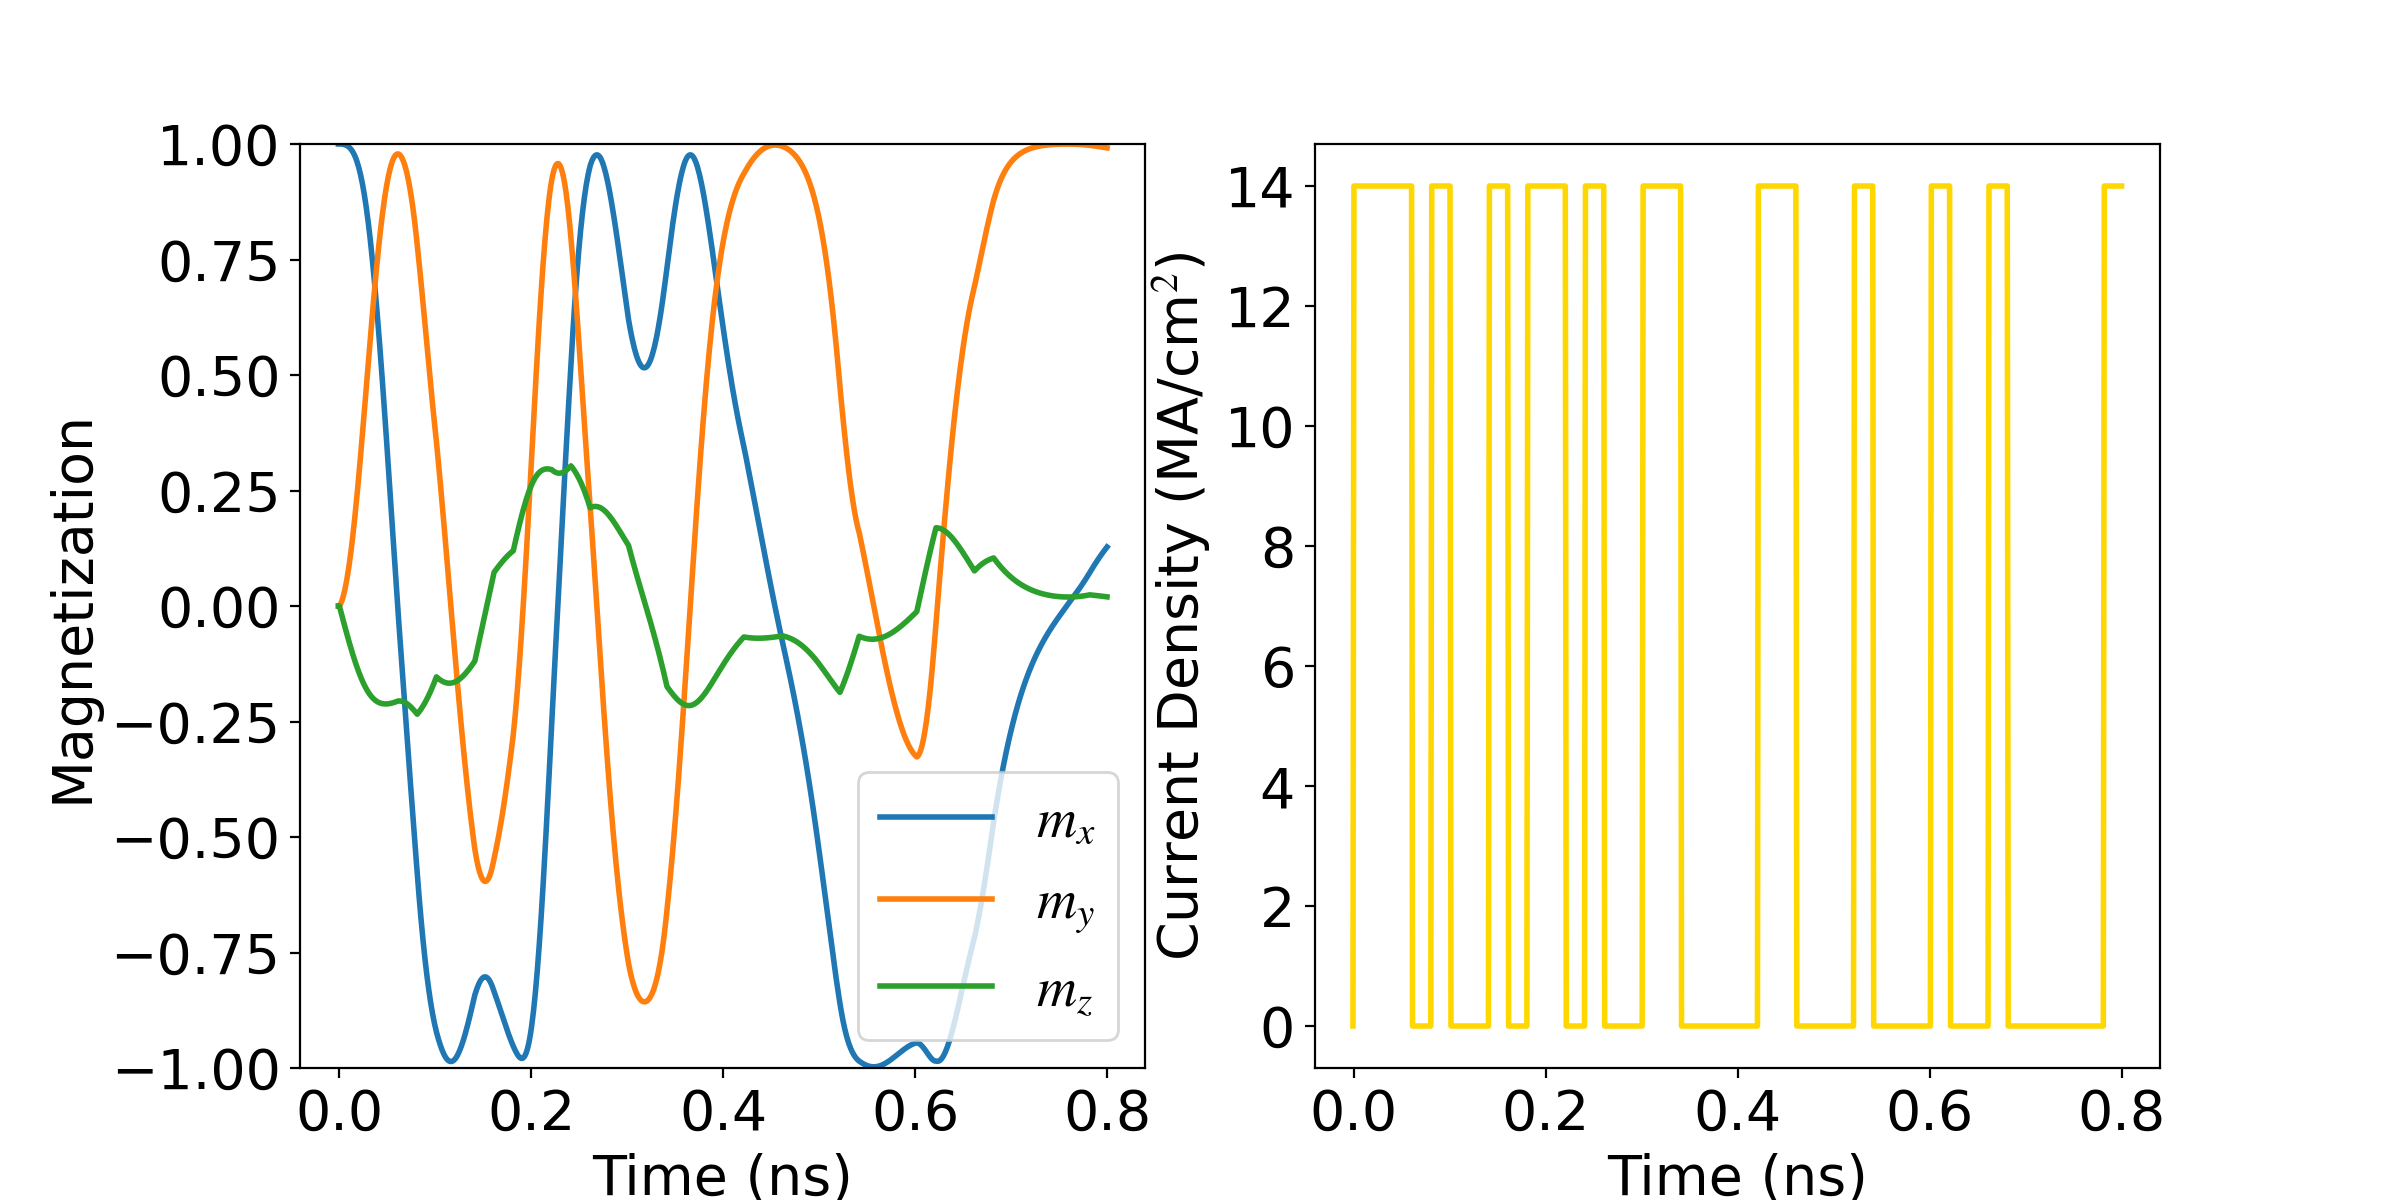 Magnetization
1.00
0.75
0.50
0.25
0.00
−0.25
−0.50
−0.75
−1.00
0.0 0.2 0.4 0.6 0.8
Time (ns)
m_x
m_y
m_z
Current Density (MA/cm²)
14
12
10
8
6
4
2
0
0.0 0.2 0.4 0.6 0.8
Time (ns)